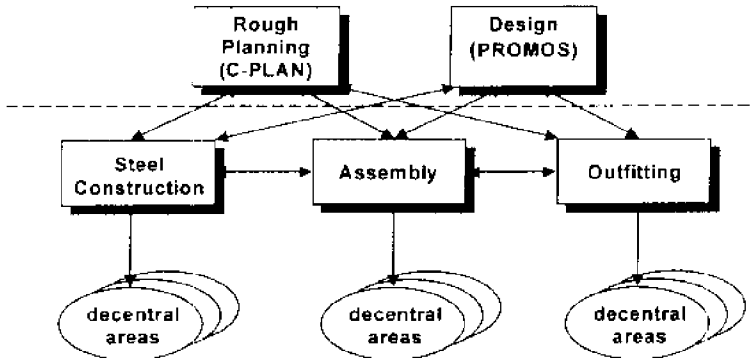 Rough
Planning
(C-PLAN)
Design
(PROMOS)
Steel
Construction
Assembly
Outfitting
decentral
areas
decentral
areas
decentral
areas